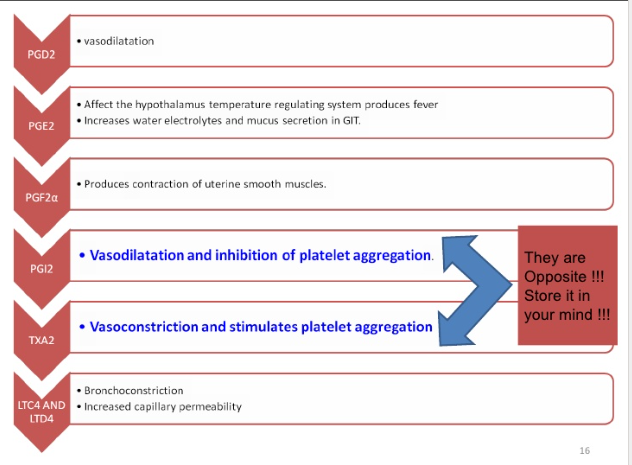 PGD2
• vasodilatation
PGE2
• Affect the hypothalamus temperature regulating system produces fever
• Increases water electrolytes and mucus secretion in GIT.
PGF2α
• Produces contraction of uterine smooth muscles.
PGI2
• Vasodilatation and inhibition of platelet aggregation.
TXA2
• Vasoconstriction and stimulates platelet aggregation
They are
Opposite !!!
Store it in
your mind !!!
LTC4 AND
LTD4
• Bronchoconstriction
• Increased capillary permeability
16